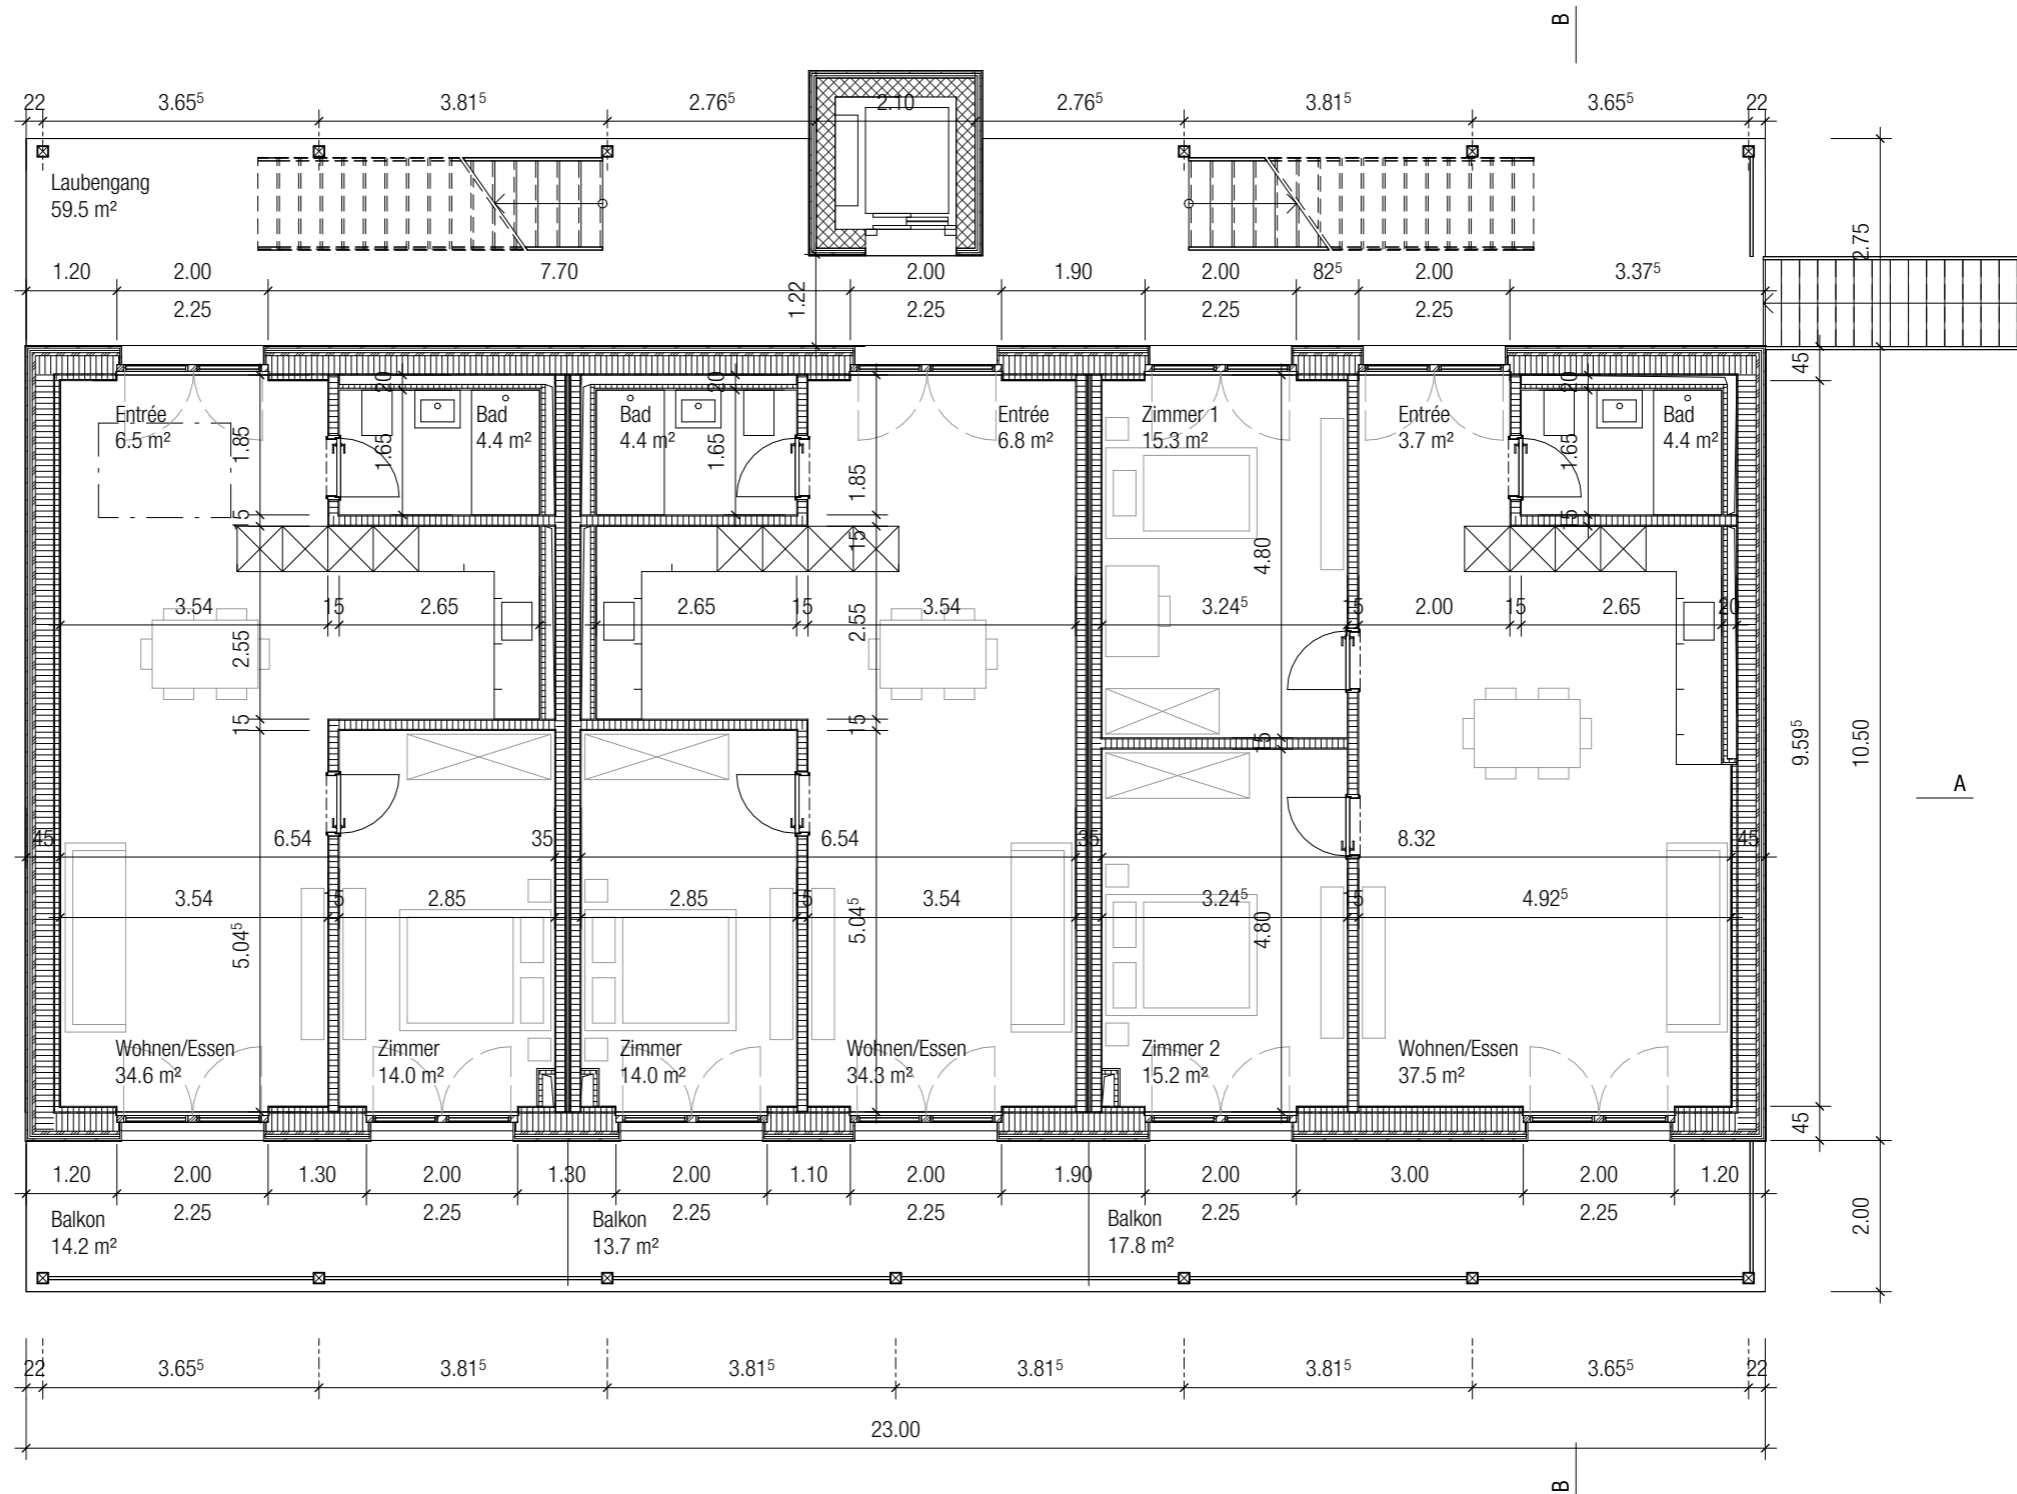 B
22 3.65⁵ 3.81⁵ 2.76⁵ 2.10 2.76⁵ 3.81⁵ 3.65⁵ 22
Laubengang
59.5 m²
2.75
1.20 2.00 7.70 2.00 1.90 2.00 82⁵ 2.00 3.37⁵
1.22
2.25 2.25 2.25 2.25
45
20 20 20
Entrée Bad Bad Entrée Zimmer 1 Entrée Bad
6.5 m² 4.4 m² 4.4 m² 6.8 m² 15.3 m² 3.7 m² 4.4 m²
1.85 1.65 1.65 1.85 1.65
15 15 15
4.80
3.54 15 2.65 2.65 15 3.54 3.24⁵ 15 2.00 15 2.65 20
2.55 2.55
15 15 15
9.59⁵ 10.50
A
45 6.54 35 6.54 35 8.32 45
3.54 15 2.85 2.85 15 3.54 3.24⁵ 15 4.92⁵
5.04⁵ 5.04⁵ 4.80
Wohnen/Essen Zimmer Zimmer Wohnen/Essen Zimmer 2 Wohnen/Essen
34.6 m² 14.0 m² 14.0 m² 34.3 m² 15.2 m² 37.5 m²
45
1.20 2.00 1.30 2.00 1.30 2.00 1.10 2.00 1.90 2.00 3.00 2.00 1.20
2.25 2.25 2.25 2.25 2.25 2.25
2.00
Balkon Balkon Balkon
14.2 m² 13.7 m² 17.8 m²
22 3.65⁵ 3.81⁵ 3.81⁵ 3.81⁵ 3.81⁵ 3.65⁵ 22
23.00
B